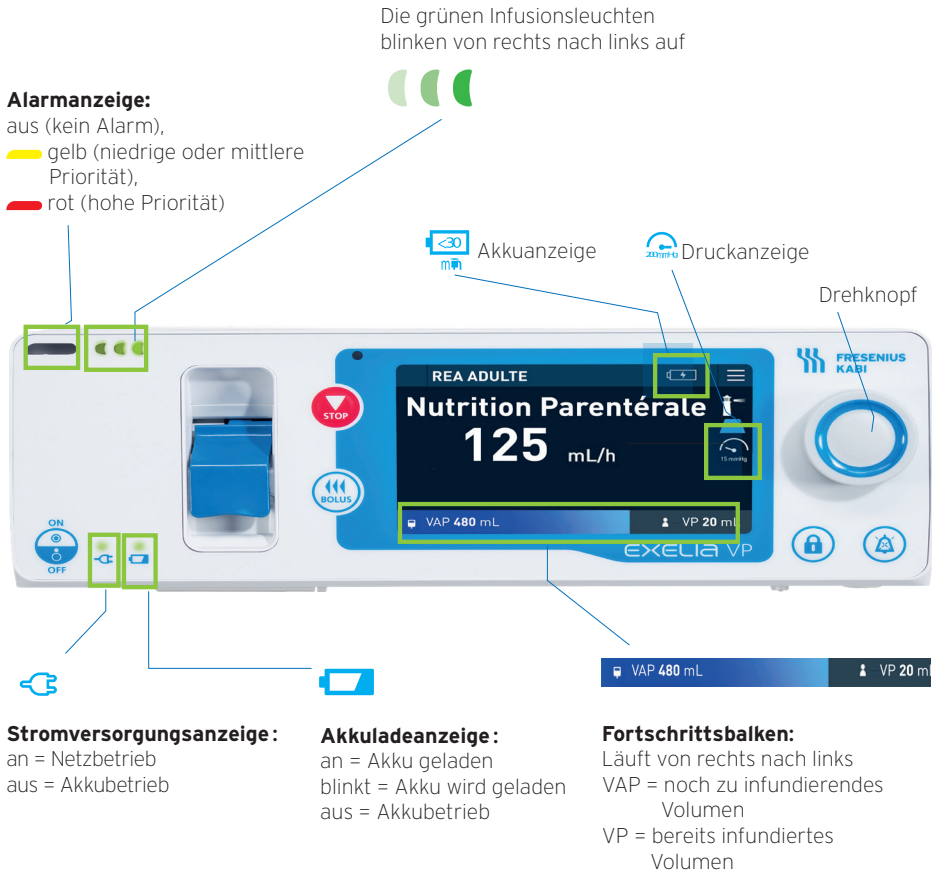 Die grünen Infusionsleuchten
blinken von rechts nach links auf
Alarmanzeige:
aus (kein Alarm),
gelb (niedrige oder mittlere
Priorität),
rot (hohe Priorität)
<30
min
Akkuanzeige
200mmHg
Druckanzeige
Drehknopf
STOP
BOLUS
REA ADULTE
Nutrition Parentérale
125 mL/h
15 mmHg
VAP 480 mL
VP 20 mL
EXELIA VP
FRESENIUS
KABI
ON
OFF
VAP 480 mL
VP 20 ml
Stromversorgungsanzeige:
an = Netzbetrieb
aus = Akkubetrieb
Akkuladeanzeige:
an = Akku geladen
blinkt = Akku wird geladen
aus = Akkubetrieb
Fortschrittsbalken:
Läuft von rechts nach links
VAP = noch zu infundierendes
Volumen
VP = bereits infundiertes
Volumen